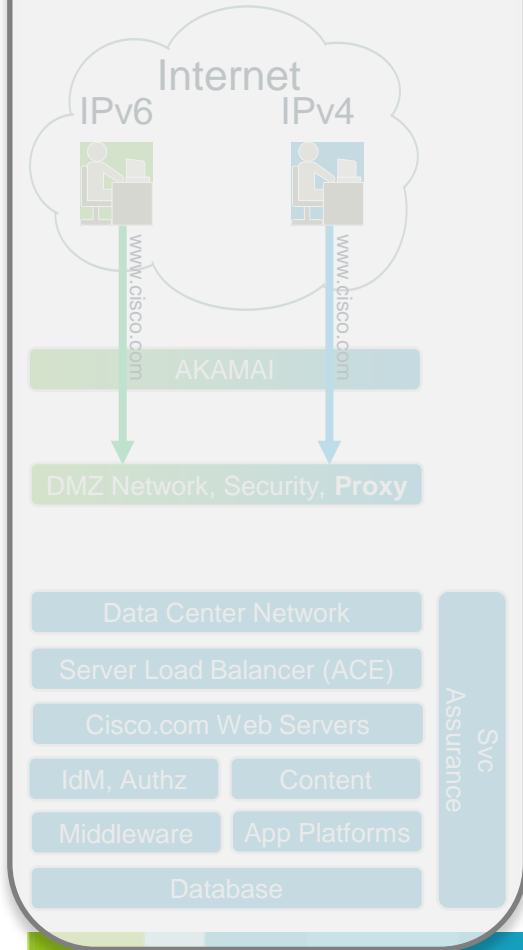 Internet
IPv6
IPv4
www.cisco.com
www.cisco.com
AKAMAI
DMZ Network, Security, Proxy
Data Center Network
Server Load Balancer (ACE)
Cisco.com Web Servers
IdM, Authz
Content
Middleware
App Platforms
Database
Svc
Assurance